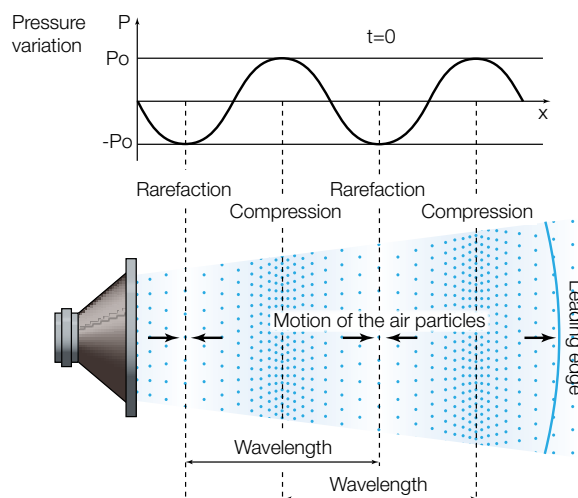 Pressure
variation
P
t=0
Po
x
-Po
Rarefaction
Rarefaction
Compression
Compression
Motion of the air particles
Leading edge
Wavelength
Wavelength